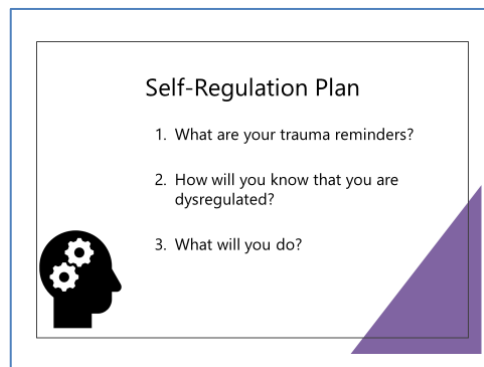 Self-Regulation Plan
1. What are your trauma reminders?
2. How will you know that you are
dysregulated?
3. What will you do?